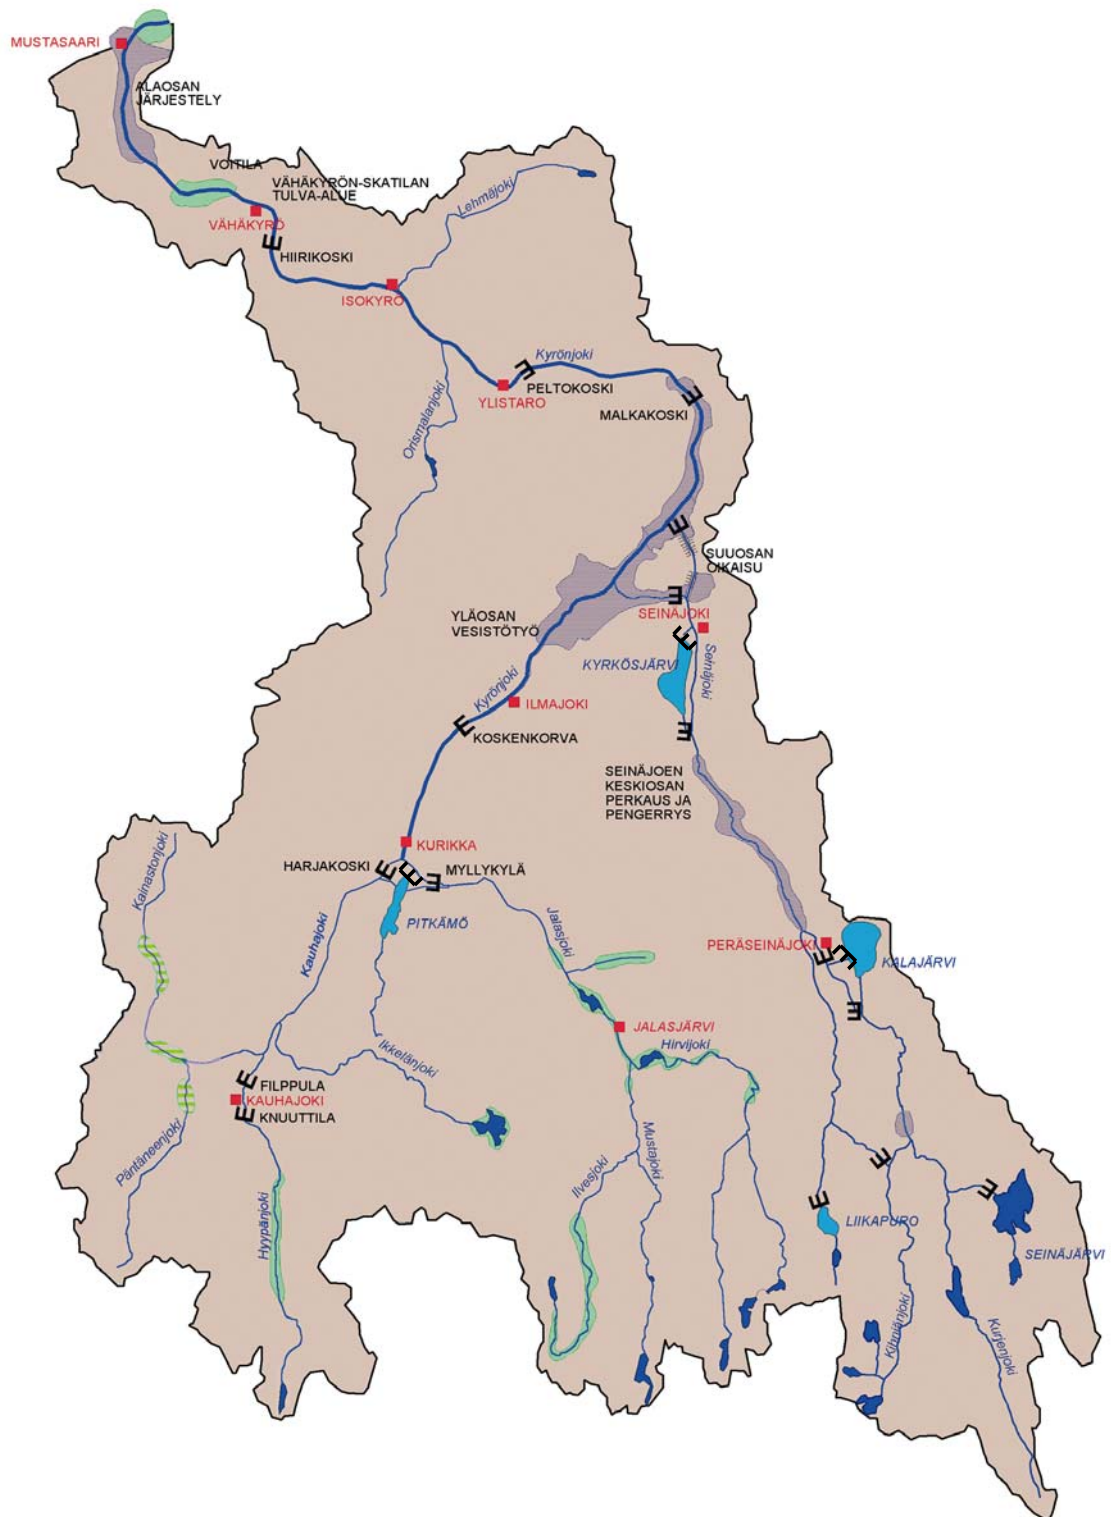 MUSTASAARI
ALAOSAN
JÄRJESTELY
VOITILA
VÄHÄKYRÖN-SKATILAN
TULVA-ALUE
VÄHÄKYRÖ
HIIRIKOSKI
Lehmäjoki
ISOKYRÖ
Kyrönjoki
PELTOKOSKI
YLISTARO
MALKAKOSKI
Orismalanjoki
SUUOSAN
OIKAISU
YLÄOSAN
VESISTÖTYÖ
SEINÄJOKI
KYRKÖSJÄRVI
Seinäjoki
Kyrönjoki
ILMAJOKI
KOSKENKORVA
SEINÄJOEN
KESKIOSAN
PERKAUS JA
PENGERRYS
KURIKKA
HARJAKOSKI
MYLLYKYLÄ
Kainastonjoki
PITKÄMÖ
Kauhajoki
Jalasjoki
PERÄSEINÄJOKI
KALAJÄRVI
JALASJÄRVI
Hirvijoki
Ikkelänjoki
FILPPULA
KAUHAJOKI
KNUUTTILA
Päntäneenjoki
Hyypänjoki
Ilvesjoki
Mustajoki
LIIKAPURO
SEINÄJÄRVI
Kihniänjoki
Kurjenjoki